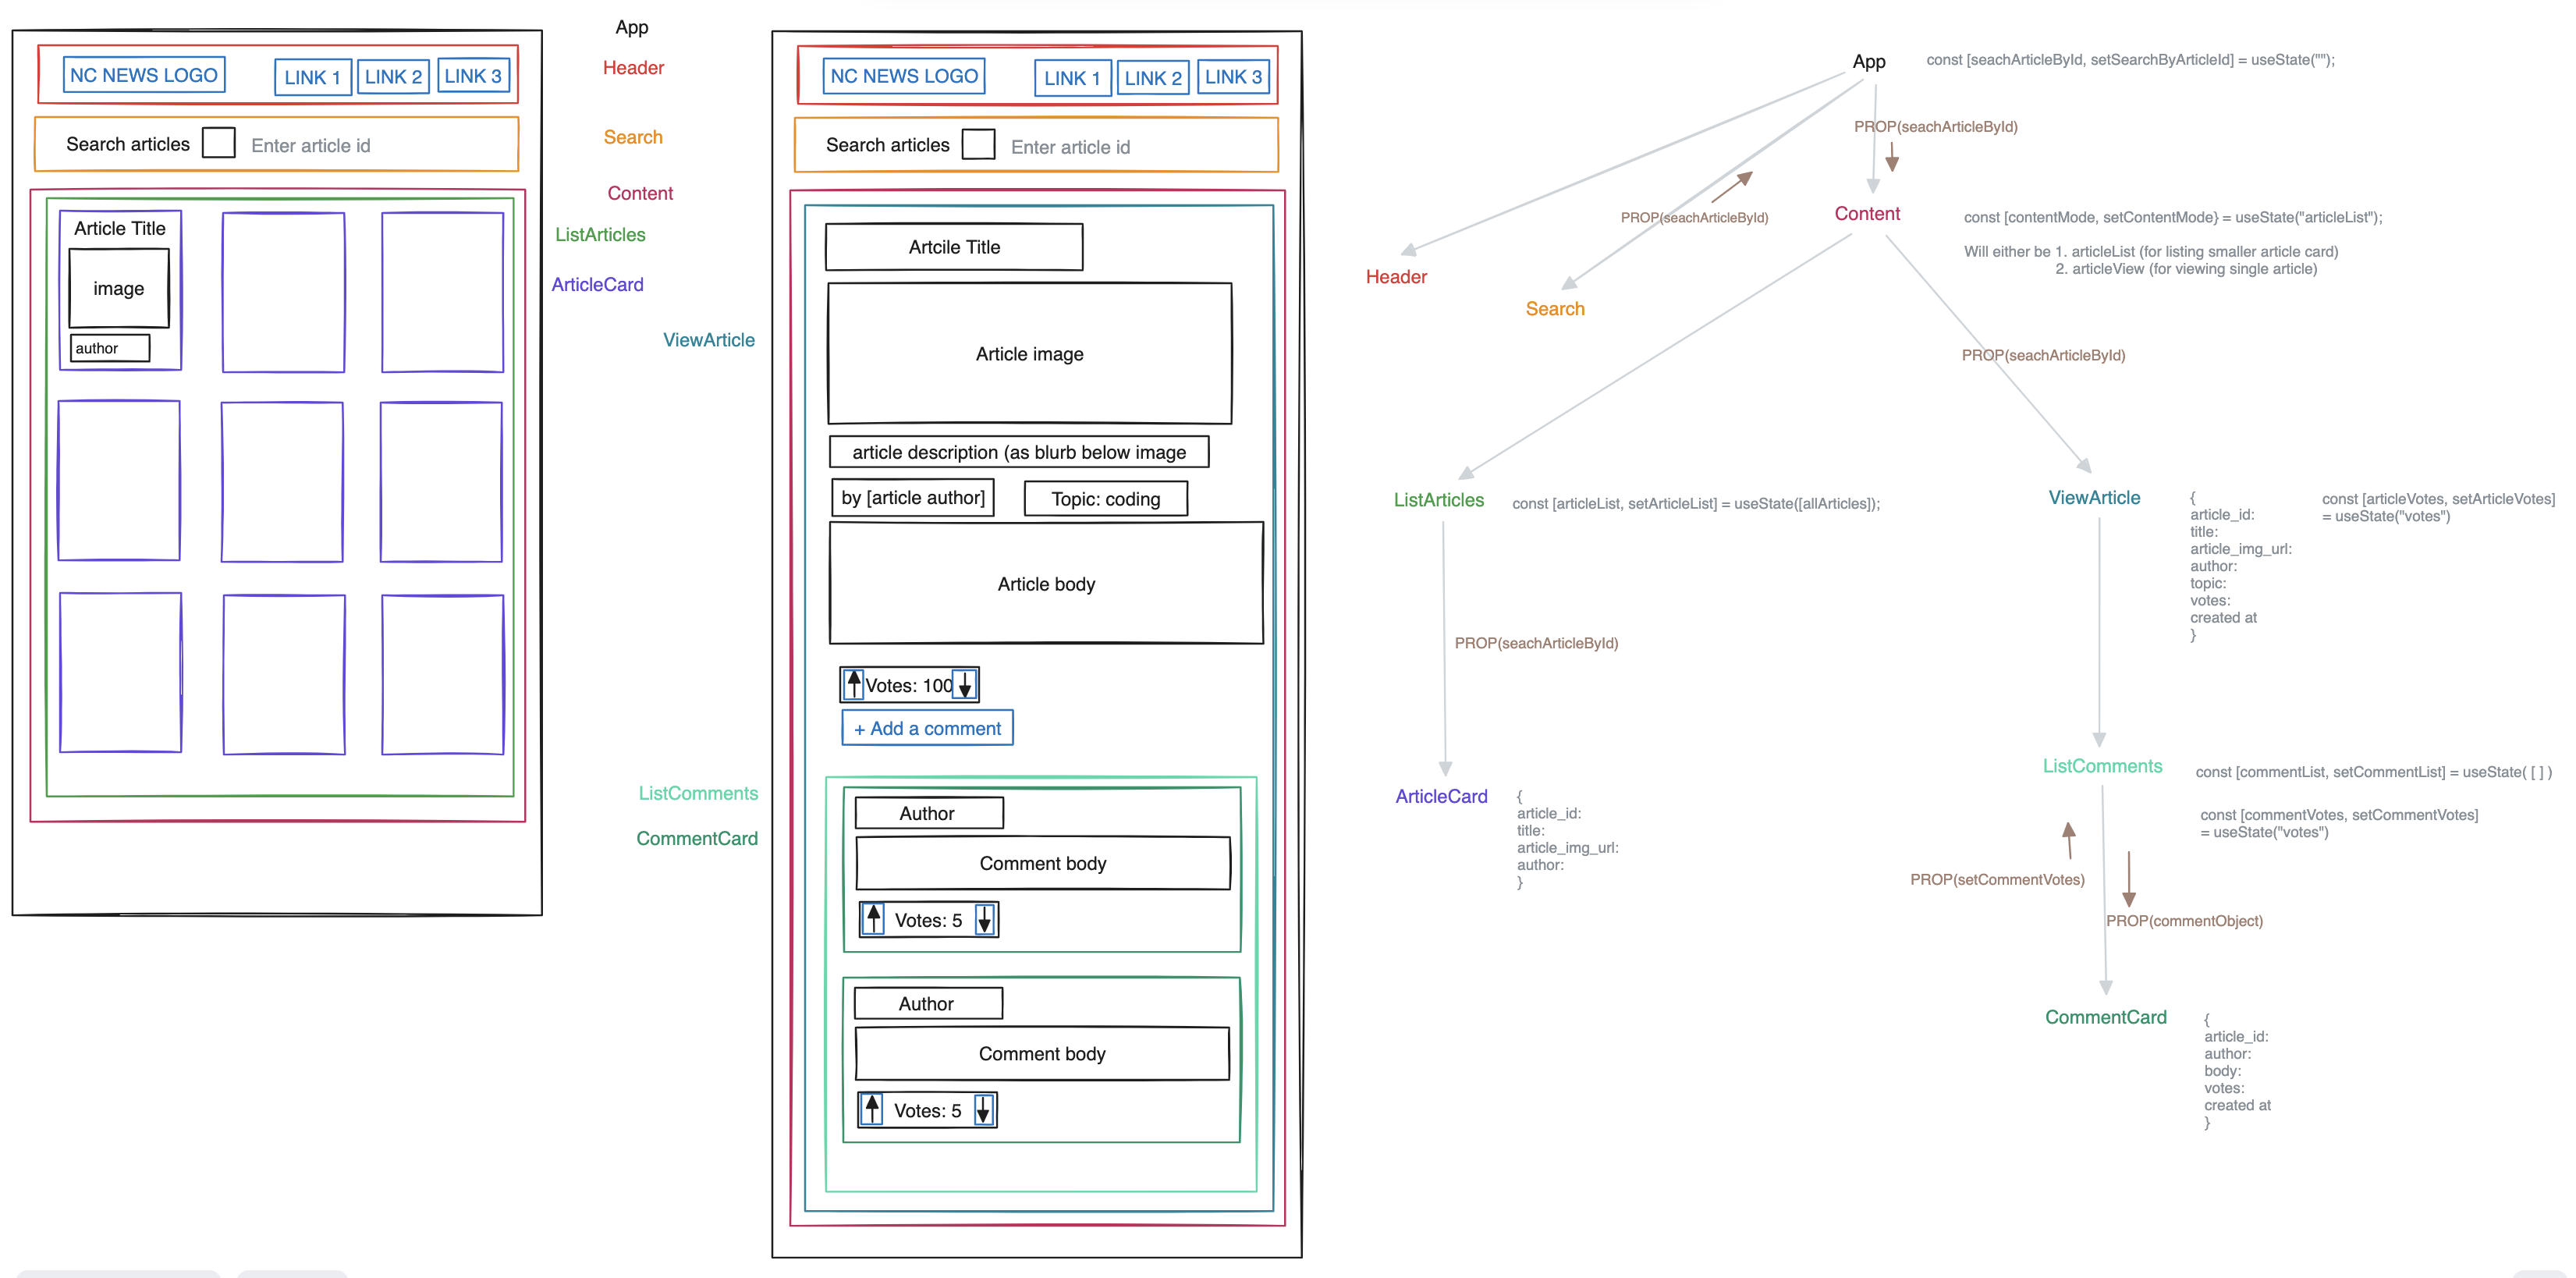 NC NEWS LOGO
LINK 1
LINK 2
LINK 3
Search articles
Enter article id
Article Title
image
author
App
Header
Search
Content
ListArticles
ArticleCard
ViewArticle
ListComments
CommentCard
NC NEWS LOGO
LINK 1
LINK 2
LINK 3
Search articles
Enter article id
Artcile Title
Article image
article description (as blurb below image
by [article author]
Topic: coding
Article body
Votes: 100
+ Add a comment
Author
Comment body
Votes: 5
Author
Comment body
Votes: 5
App
const [seachArticleById, setSearchByArticleId] = useState("");
PROP(seachArticleById)
PROP(seachArticleById)
Content
const [contentMode, setContentMode} = useState("articleList");
Will either be 1. articleList (for listing smaller article card)
2. articleView (for viewing single article)
Header
Search
PROP(seachArticleById)
ListArticles
const [articleList, setArticleList] = useState([allArticles]);
PROP(seachArticleById)
ArticleCard
{
article_id:
title:
article_img_url:
author:
}
ViewArticle
{
article_id:
title:
article_img_url:
author:
topic:
votes:
created at
}
const [articleVotes, setArticleVotes]
= useState("votes")
ListComments
const [commentList, setCommentList] = useState( [ ] )
const [commentVotes, setCommentVotes]
= useState("votes")
PROP(setCommentVotes)
PROP(commentObject)
CommentCard
{
article_id:
author:
body:
votes:
created at
}